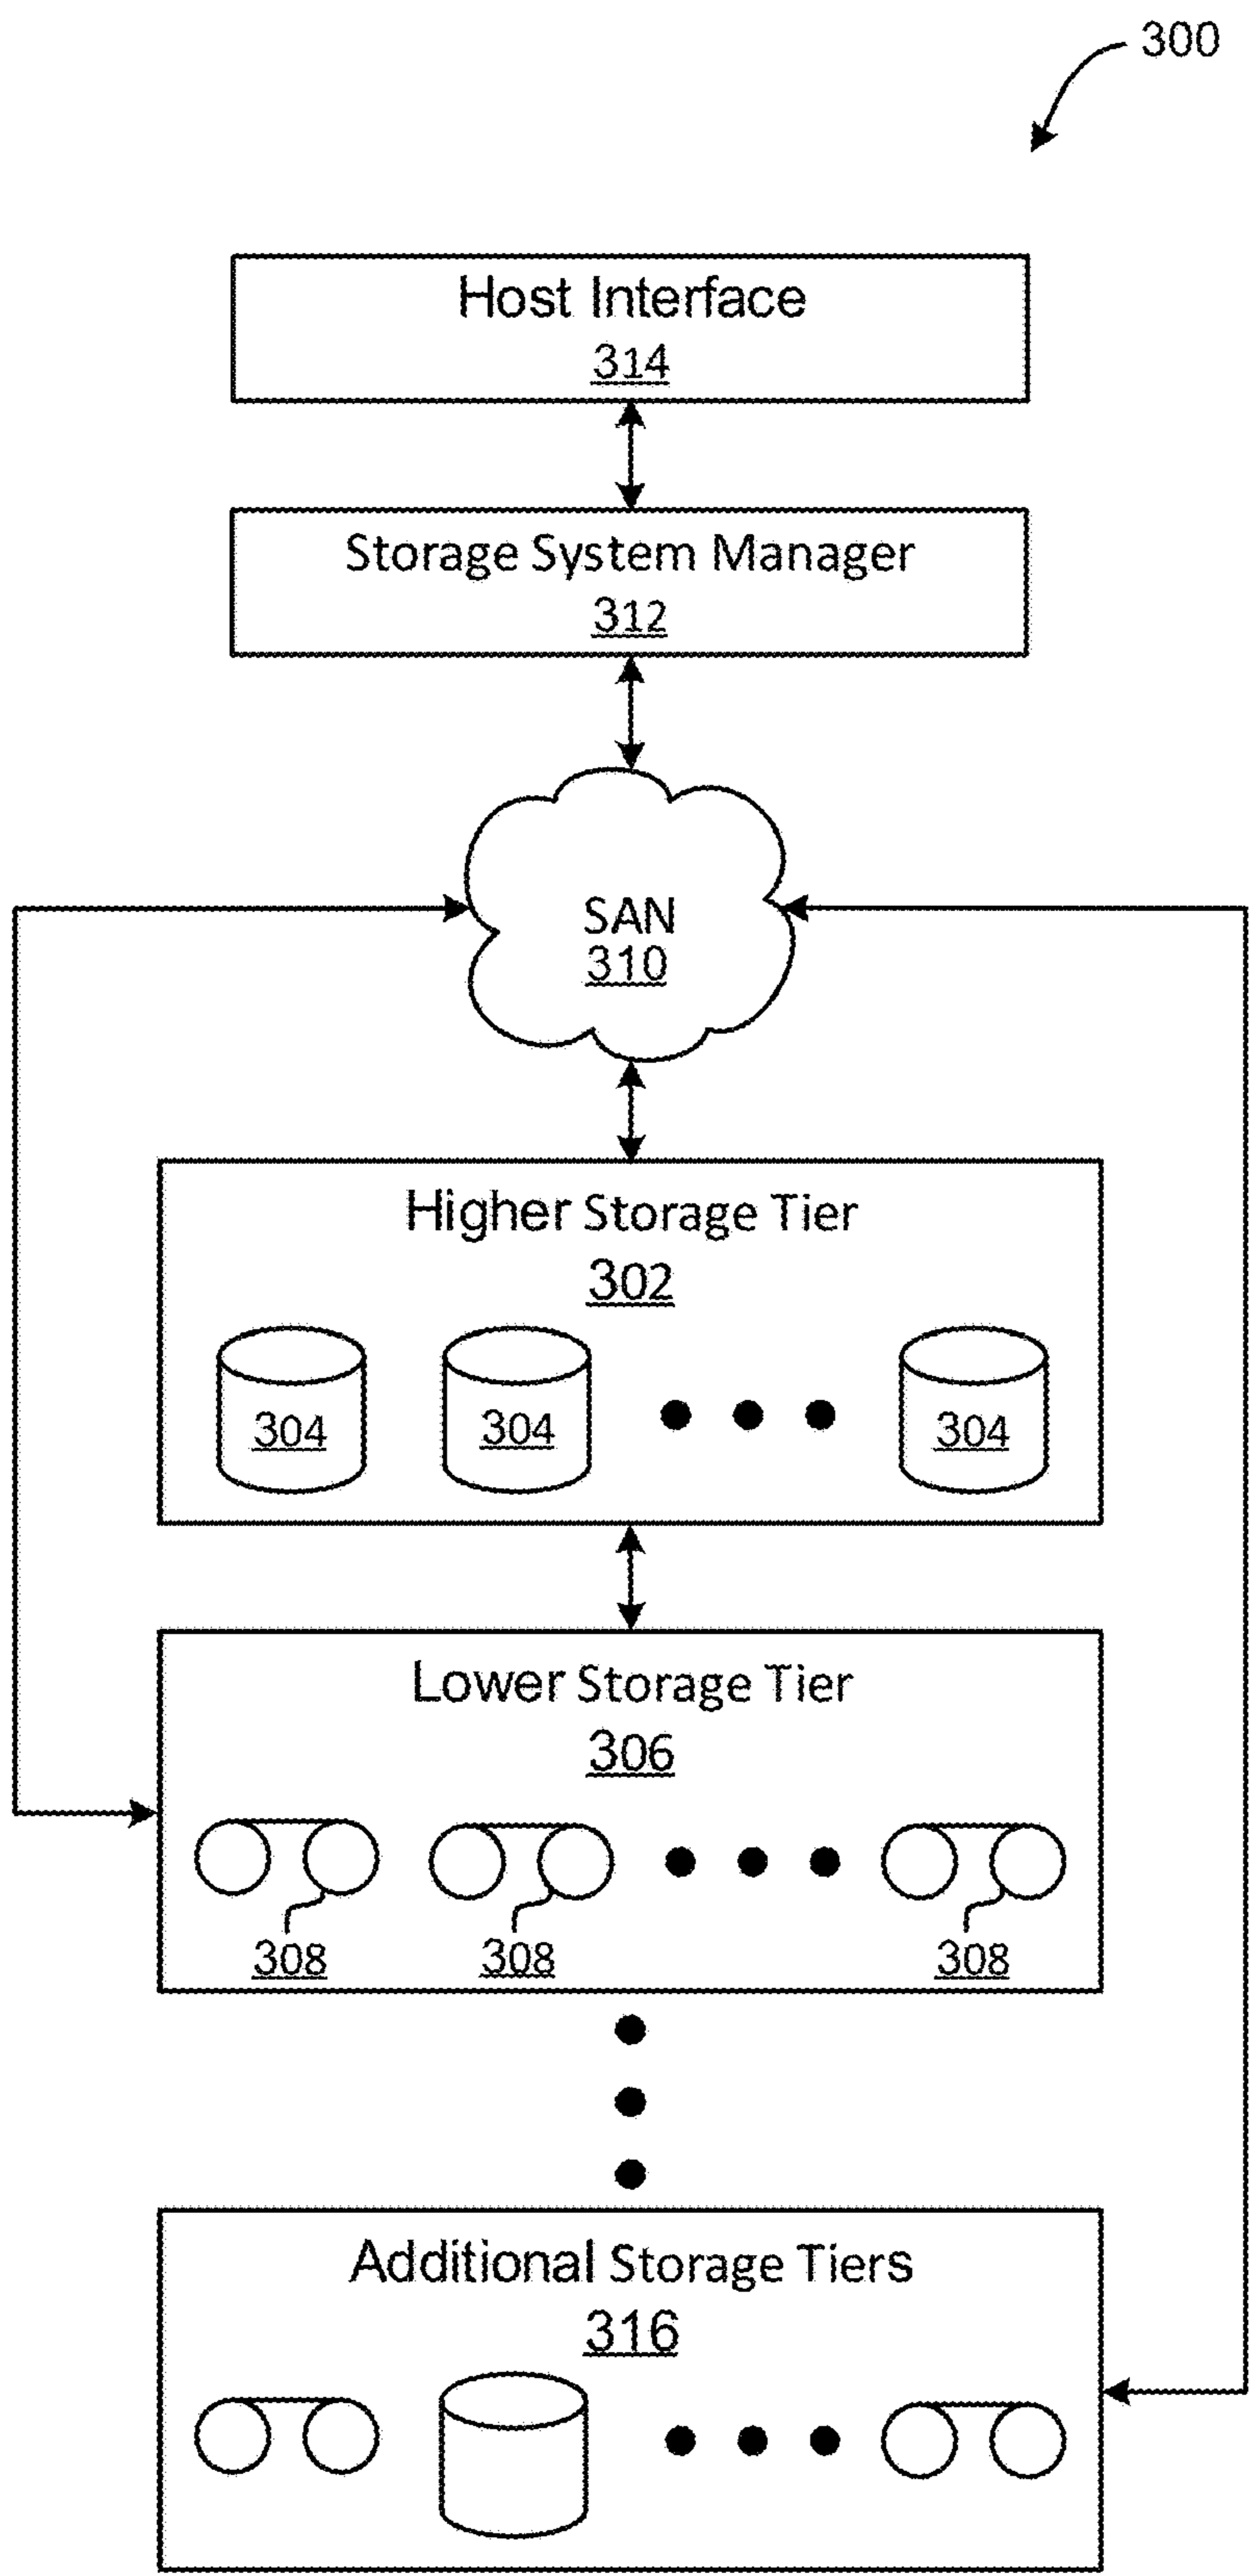 300
Host Interface
314
Storage System Manager
312
SAN
310
Higher Storage Tier
302
304 304 304
Lower Storage Tier
306
308 308 308
Additional Storage Tiers
316